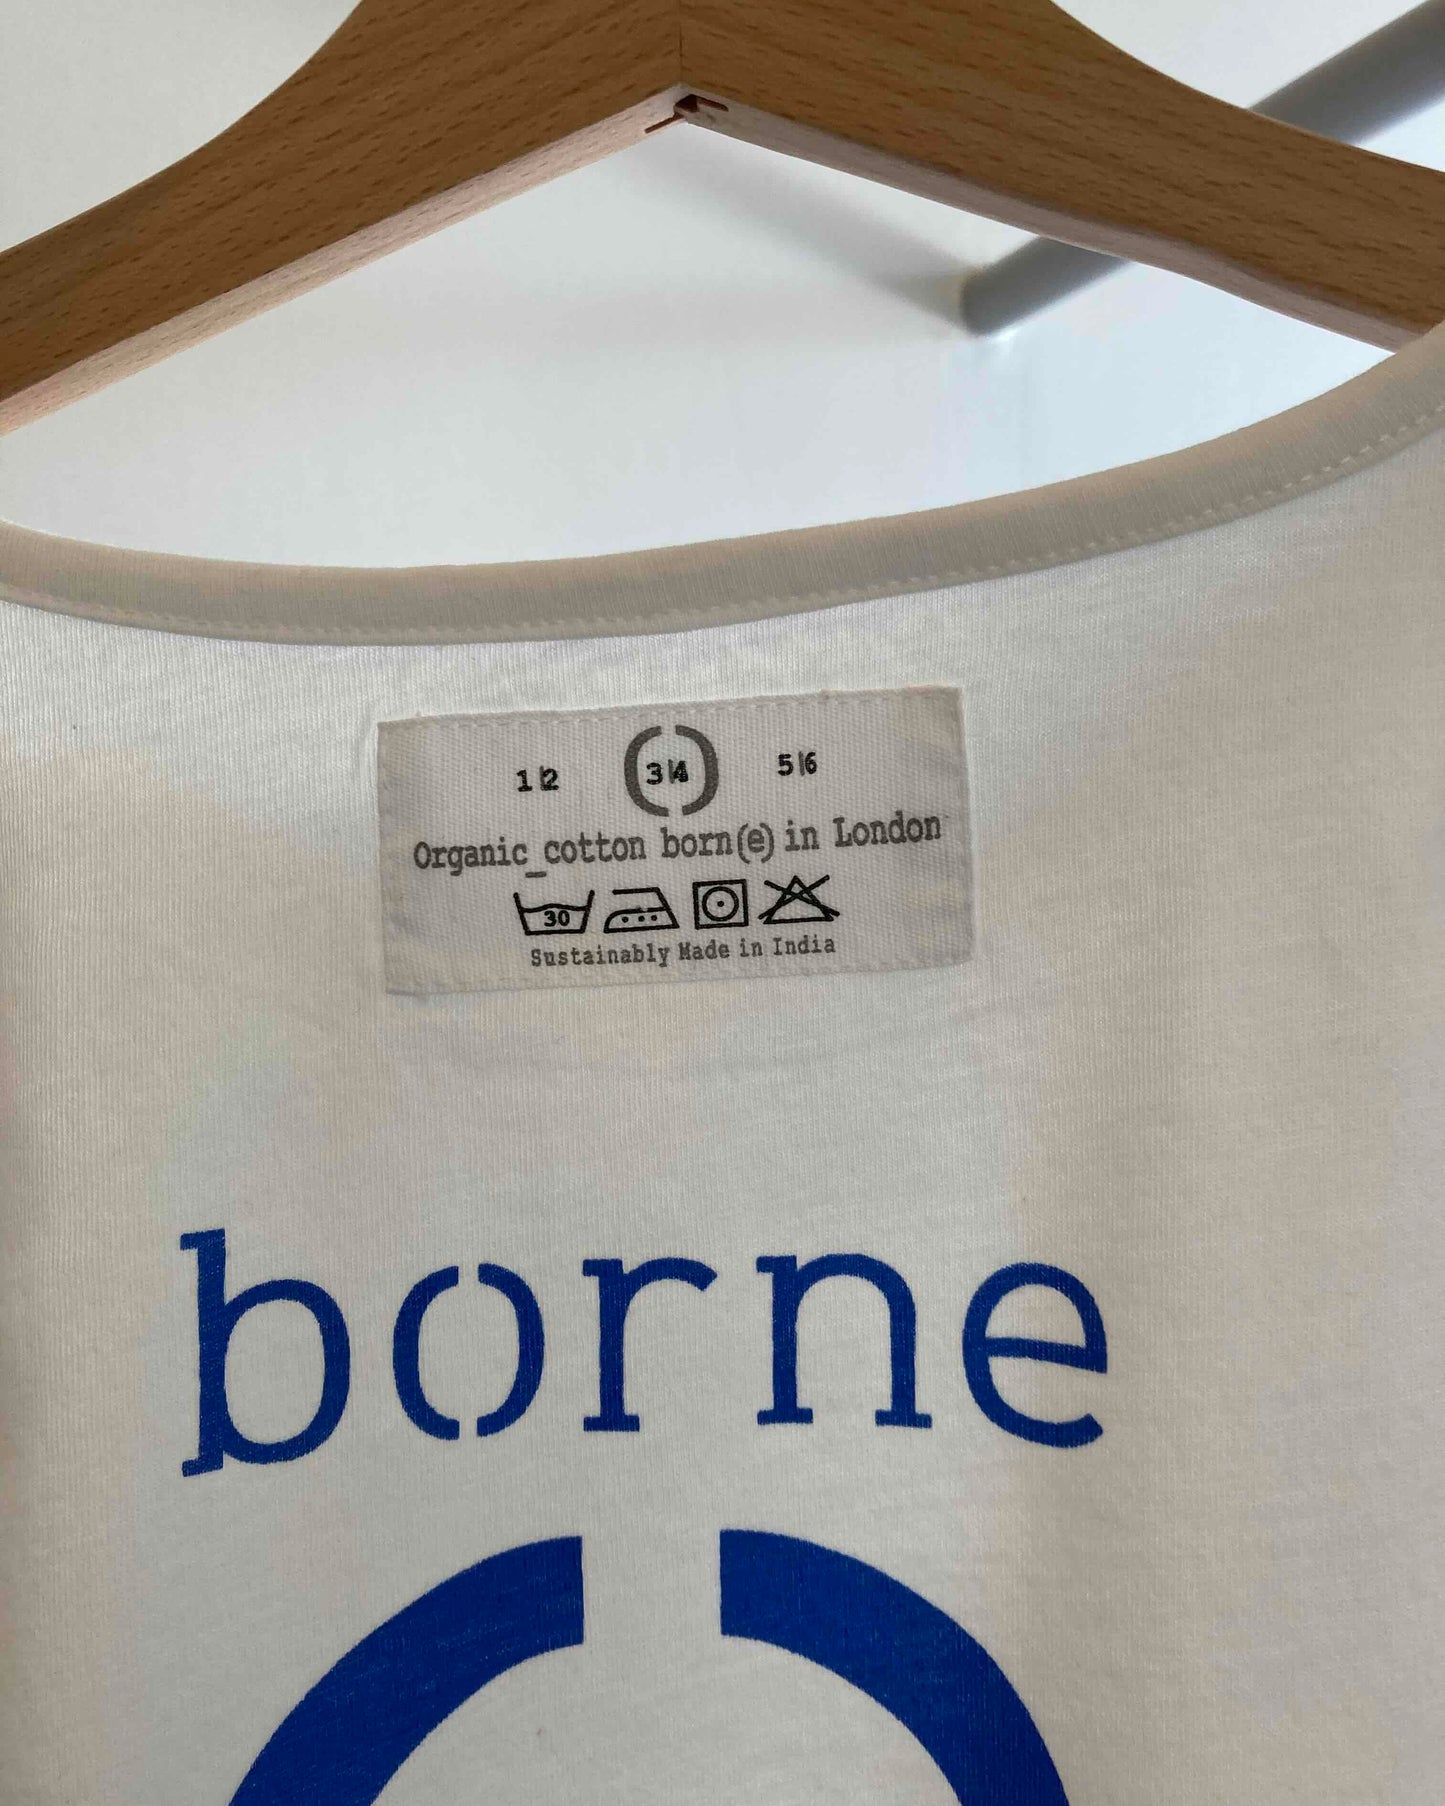 1|2 3|4 5|6
Organic_cotton born(e) in London
30
Sustainably Made in India
borne